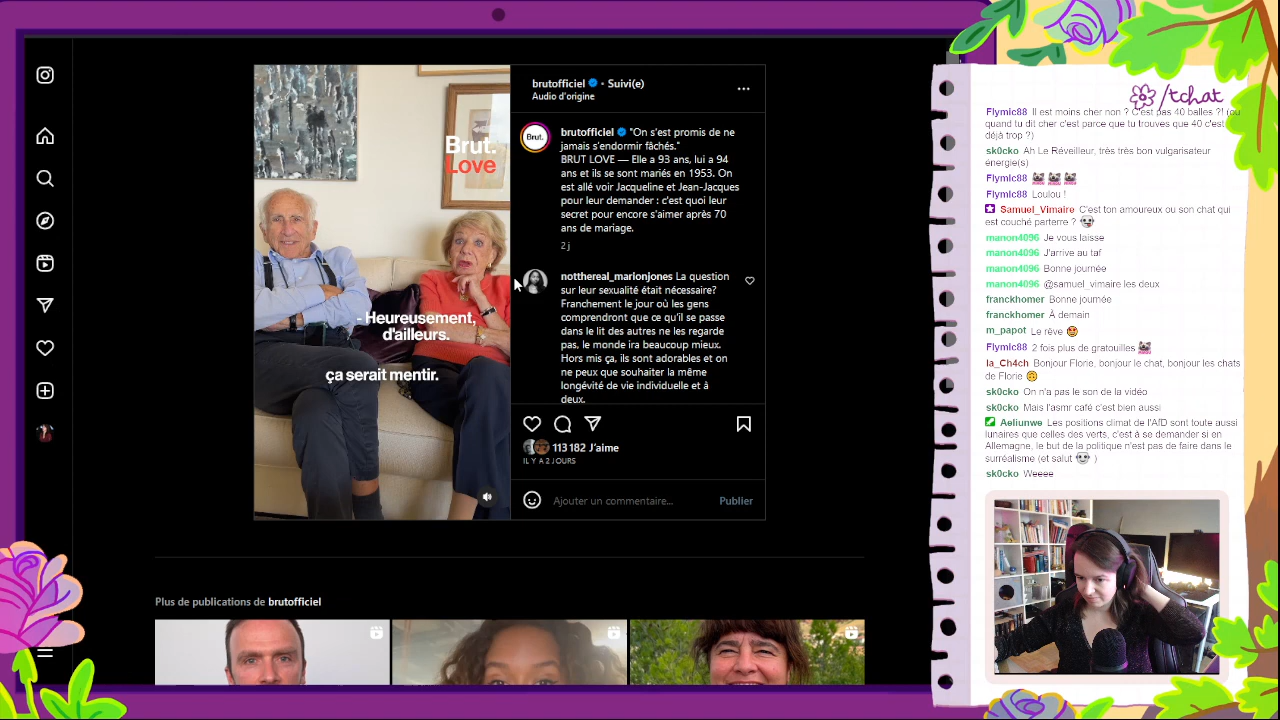 Brut.
Love
- Heureusement,
d'ailleurs.
ça serait mentir.
brutofficiel • Suivi(e)
Audio d'origine
Brut.
brutofficiel "On s'est promis de ne
jamais s'endormir fâchés."
BRUT LOVE — Elle a 93 ans, lui a 94
ans et ils se sont mariés en 1953. On
est allé voir Jacqueline et Jean-Jacques
pour leur demander : c'est quoi leur
secret pour encore s'aimer après 70
ans de mariage.
2 j
notthereal_marionjones La question
sur leur sexualité était nécessaire?
Franchement le jour où les gens
comprendront que ce qu'il se passe
dans le lit des autres ne les regarde
pas, le monde ira beaucoup mieux.
Hors mis ça, ils sont adorables et on
ne peux que souhaiter la même
longévité de vie individuelle et à
deux.
113 182 J'aime
IL Y A 2 JOURS
Ajouter un commentaire...
Publier
Plus de publications de brutofficiel
/tchat
Flymic88 Il est moins cher non ? C'est pas 40 balles ?! (ou
quand tu dit cher c'est parce que tu trouves que 40 c'est
déjà trop ?)
sk0cko Ah Le Réveilleur, très très bon vulgarisateur
énergie(s)
Flymic88
Flymic88 Loulou !
Samuel_Vimaire C'est ton amoureux ou son chat qui
est couché parterre ?
manon4096 Je vous laisse
manon4096 J'arrive au taf
manon4096 Bonne journée
manon4096 @samuel_vimaire les deux
franckhomer Bonne journée
franckhomer À demain
m_papot Le rêve
Flymic88 2 fois plus de gratouilles
la_Ch4ch Bonjour Florie, bonjour le chat, bonjour les chats
de Florie
sk0cko On n'a pas le son de la vidéo
sk0cko Mais l'asmr café c'est bien aussi
Aeliunwe Les positions climat de l'AfD sont toute aussi
lunaires que celles des verts, c'est à se demander si en
Allemagne, le but de la politique n'est pas de faire dans le
surréalisme (et salut )
sk0cko Weeee